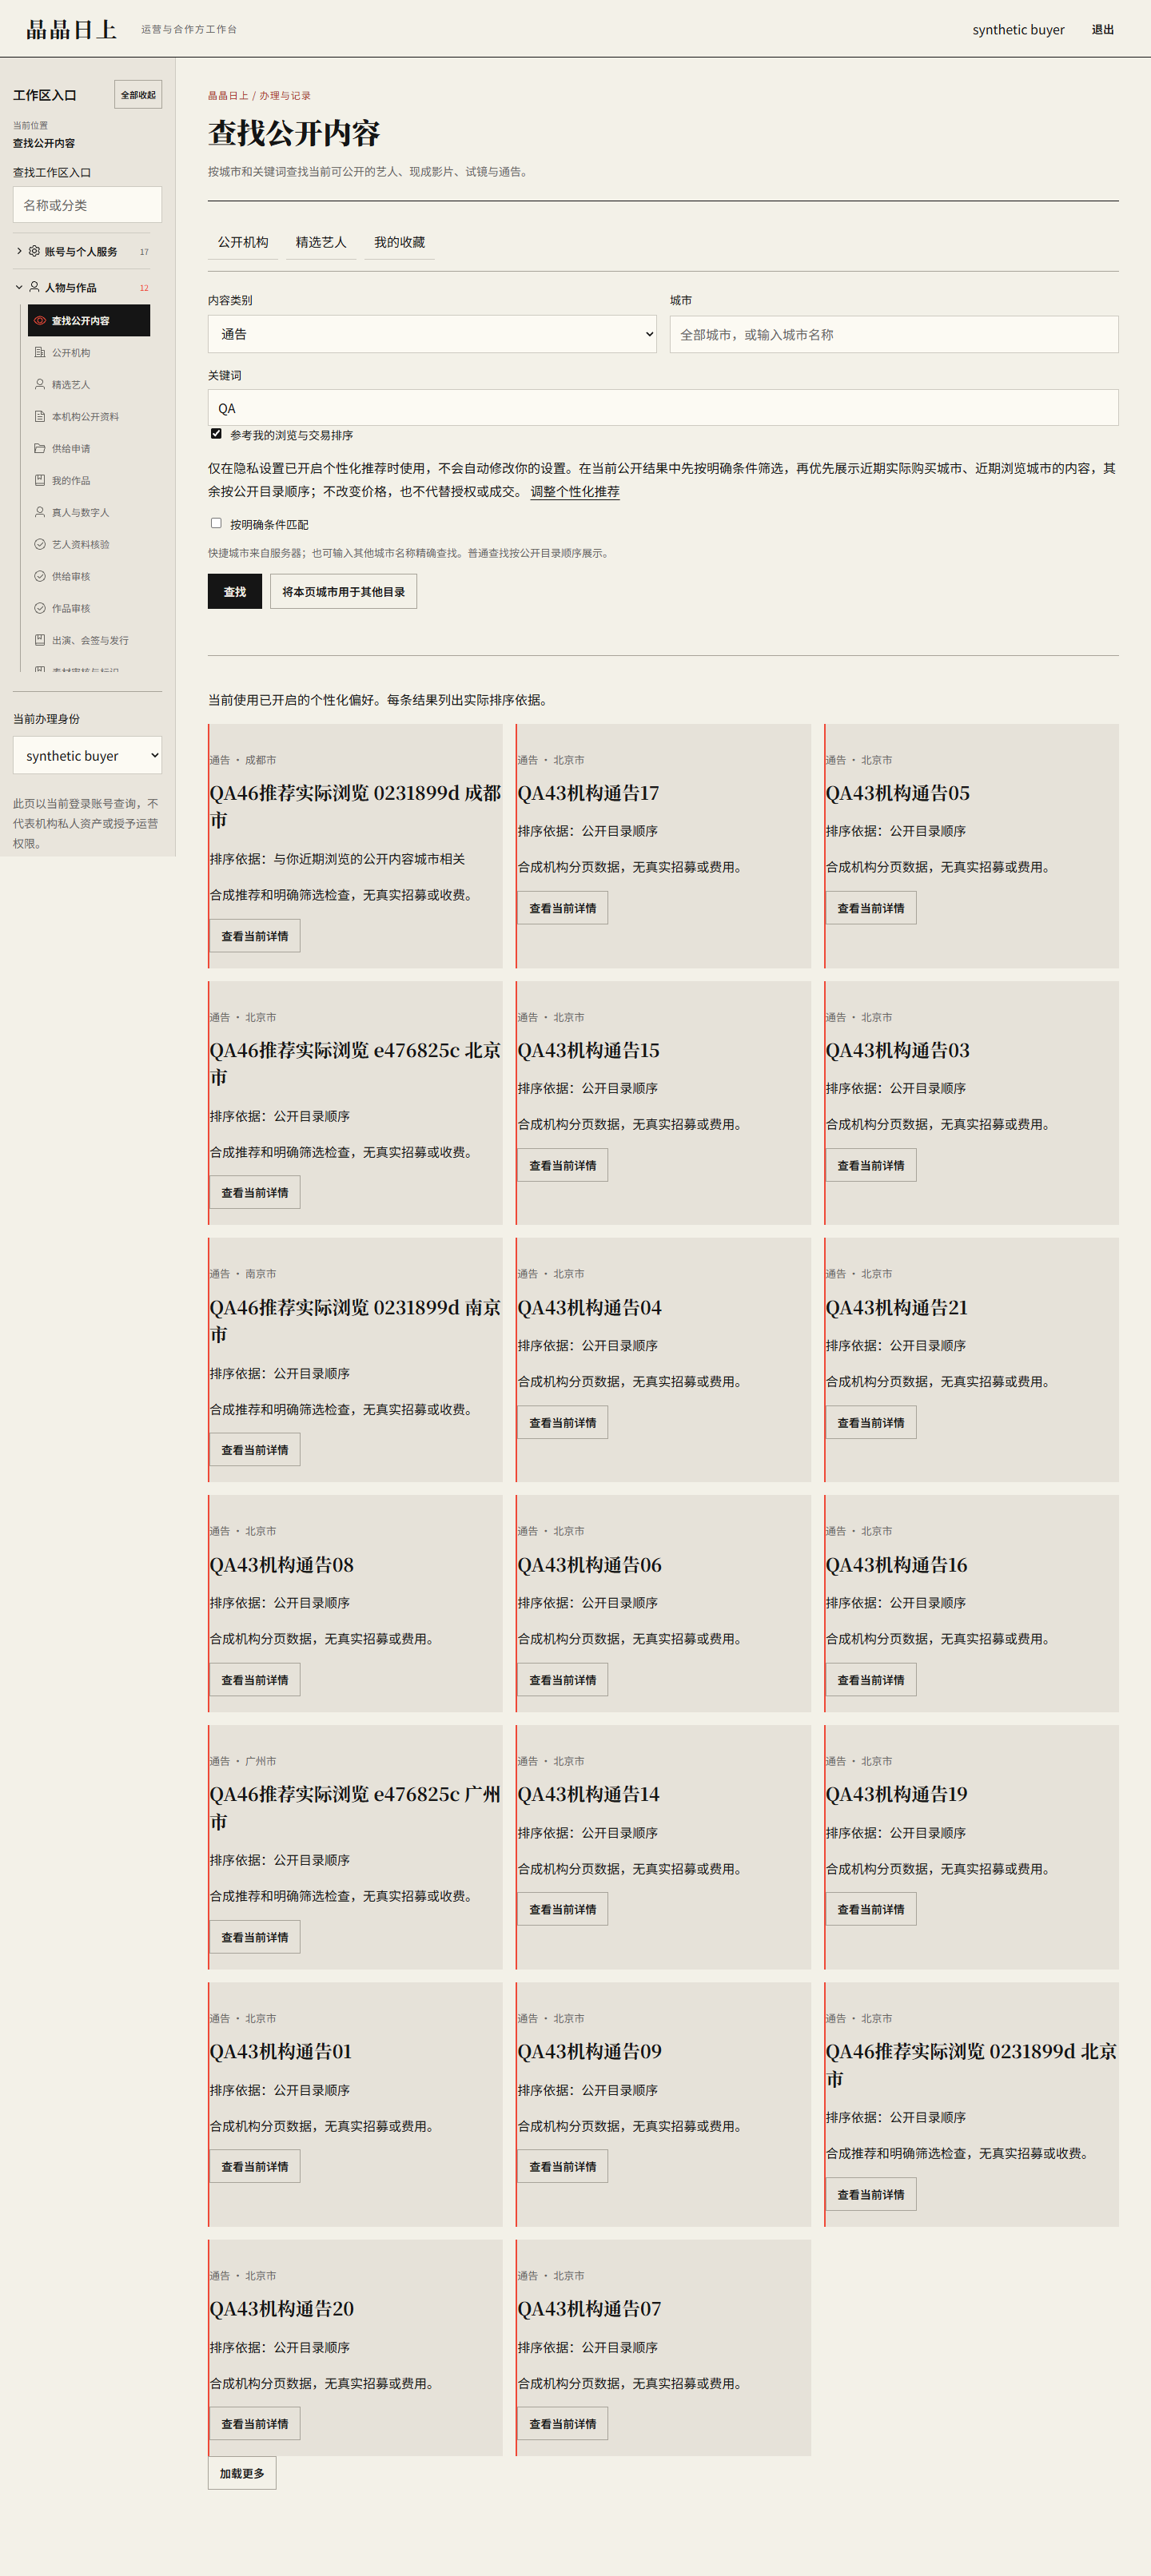 晶晶日上
运营与合作方工作台
synthetic buyer
退出
工作区入口
全部收起
当前位置
查找公开内容
查找工作区入口
名称或分类
账号与个人服务 17
人物与作品 12
查找公开内容
公开机构
精选艺人
本机构公开资料
供给申请
我的作品
真人与数字人
艺人资料核验
供给审核
作品审核
出演、会签与发行
素材审核与标识
当前办理身份
synthetic buyer
此页以当前登录账号查询，不
代表机构私人资产或授予运营
权限。
晶晶日上 / 办理与记录
查找公开内容
按城市和关键词查找当前可公开的艺人、现成影片、试镜与通告。
公开机构
精选艺人
我的收藏
内容类别
城市
通告
全部城市，或输入城市名称
关键词
QA
参考我的浏览与交易排序
仅在隐私设置已开启个性化推荐时使用，不会自动修改你的设置。在当前公开结果中先按明确条件筛选，再优先展示近期实际购买城市、近期浏览城市的内容，其
余按公开目录顺序；不改变价格，也不代替授权或成交。 调整个性化推荐
按明确条件匹配
快捷城市来自服务器；也可输入其他城市名称精确查找。普通查找按公开目录顺序展示。
查找
将本页城市用于其他目录
当前使用已开启的个性化偏好。每条结果列出实际排序依据。
通告 · 成都市
QA46推荐实际浏览 0231899d 成都
市
排序依据：与你近期浏览的公开内容城市相关
合成推荐和明确筛选检查，无真实招募或收费。
查看当前详情
通告 · 北京市
QA43机构通告17
排序依据：公开目录顺序
合成机构分页数据，无真实招募或费用。
查看当前详情
通告 · 北京市
QA43机构通告05
排序依据：公开目录顺序
合成机构分页数据，无真实招募或费用。
查看当前详情
通告 · 北京市
QA46推荐实际浏览 e476825c 北京
市
排序依据：公开目录顺序
合成推荐和明确筛选检查，无真实招募或收费。
查看当前详情
通告 · 北京市
QA43机构通告15
排序依据：公开目录顺序
合成机构分页数据，无真实招募或费用。
查看当前详情
通告 · 北京市
QA43机构通告03
排序依据：公开目录顺序
合成机构分页数据，无真实招募或费用。
查看当前详情
通告 · 南京市
QA46推荐实际浏览 0231899d 南京
市
排序依据：公开目录顺序
合成推荐和明确筛选检查，无真实招募或收费。
查看当前详情
通告 · 北京市
QA43机构通告04
排序依据：公开目录顺序
合成机构分页数据，无真实招募或费用。
查看当前详情
通告 · 北京市
QA43机构通告21
排序依据：公开目录顺序
合成机构分页数据，无真实招募或费用。
查看当前详情
通告 · 北京市
QA43机构通告08
排序依据：公开目录顺序
合成机构分页数据，无真实招募或费用。
查看当前详情
通告 · 北京市
QA43机构通告06
排序依据：公开目录顺序
合成机构分页数据，无真实招募或费用。
查看当前详情
通告 · 北京市
QA43机构通告16
排序依据：公开目录顺序
合成机构分页数据，无真实招募或费用。
查看当前详情
通告 · 广州市
QA46推荐实际浏览 e476825c 广州
市
排序依据：公开目录顺序
合成推荐和明确筛选检查，无真实招募或收费。
查看当前详情
通告 · 北京市
QA43机构通告14
排序依据：公开目录顺序
合成机构分页数据，无真实招募或费用。
查看当前详情
通告 · 北京市
QA43机构通告19
排序依据：公开目录顺序
合成机构分页数据，无真实招募或费用。
查看当前详情
通告 · 北京市
QA43机构通告01
排序依据：公开目录顺序
合成机构分页数据，无真实招募或费用。
查看当前详情
通告 · 北京市
QA43机构通告09
排序依据：公开目录顺序
合成机构分页数据，无真实招募或费用。
查看当前详情
通告 · 北京市
QA46推荐实际浏览 0231899d 北京
市
排序依据：公开目录顺序
合成推荐和明确筛选检查，无真实招募或收费。
查看当前详情
通告 · 北京市
QA43机构通告20
排序依据：公开目录顺序
合成机构分页数据，无真实招募或费用。
查看当前详情
通告 · 北京市
QA43机构通告07
排序依据：公开目录顺序
合成机构分页数据，无真实招募或费用。
查看当前详情
加载更多